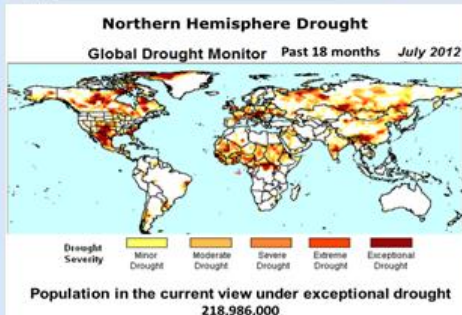 Northern Hemisphere Drought
Global Drought Monitor Past 18 months July 2012
Drought Severity
Minor Drought
Moderate Drought
Severe Drought
Extreme Drought
Exceptional Drought
Population in the current view under exceptional drought
218,986,000